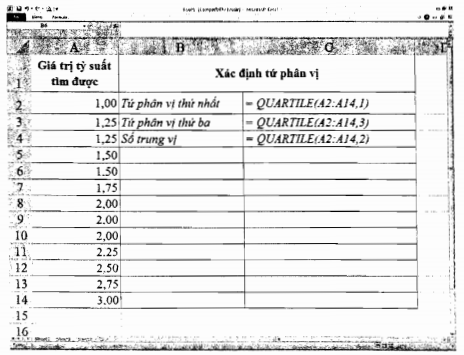 A B C
Giá trị tỷ suất tìm được
Xác định tứ phân vị
1
2 1,00 Tứ phân vị thứ nhất = QUARTILE(A2:A14,1)
3 1,25 Tứ phân vị thứ ba = QUARTILE(A2:A14,3)
4 1,25 Số trung vị = QUARTILE(A2:A14,2)
5 1,50
6 1.50
7 1,75
8 2,00
9 2.00
10 2,00
11 2.25
12 2,50
13 2,75
14 3.00
15
16